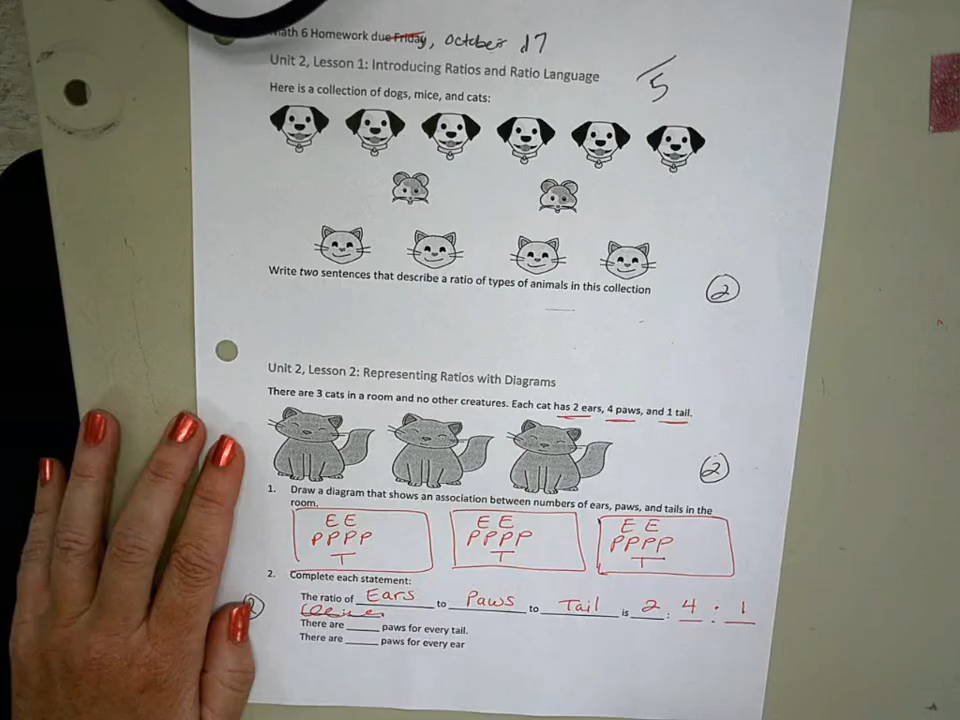 Math 6 Homework due Friday, October 17
Unit 2, Lesson 1: Introducing Ratios and Ratio Language
/5
Here is a collection of dogs, mice, and cats:
Write two sentences that describe a ratio of types of animals in this collection
2
Unit 2, Lesson 2: Representing Ratios with Diagrams
There are 3 cats in a room and no other creatures. Each cat has 2 ears, 4 paws, and 1 tail.
2
1. Draw a diagram that shows an association between numbers of ears, paws, and tails in the
room.
E E E E E E
PPPP PPPP PPPP
T T T
2. Complete each statement:
The ratio of Ears to Paws to Tail is 2 : 4 : 1
There are ____ paws for every tail.
There are ____ paws for every ear